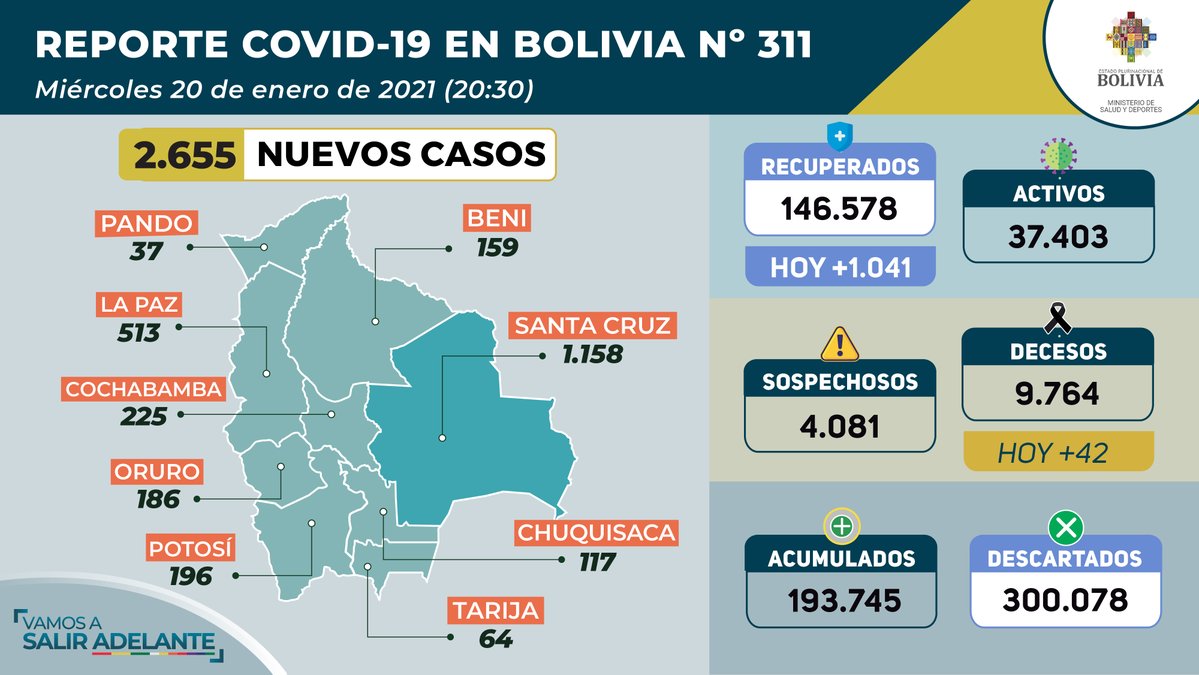 REPORTE COVID-19 EN BOLIVIA Nº 311
Miércoles 20 de enero de 2021 (20:30)
ESTADO PLURINACIONAL DE
BOLIVIA
MINISTERIO DE
SALUD Y DEPORTES
2.655 NUEVOS CASOS
PANDO
37
BENI
159
LA PAZ
513
SANTA CRUZ
1.158
COCHABAMBA
225
ORURO
186
CHUQUISACA
117
POTOSÍ
196
TARIJA
64
VAMOS A
SALIR ADELANTE
RECUPERADOS
146.578
HOY +1.041
ACTIVOS
37.403
SOSPECHOSOS
4.081
DECESOS
9.764
HOY +42
ACUMULADOS
193.745
DESCARTADOS
300.078